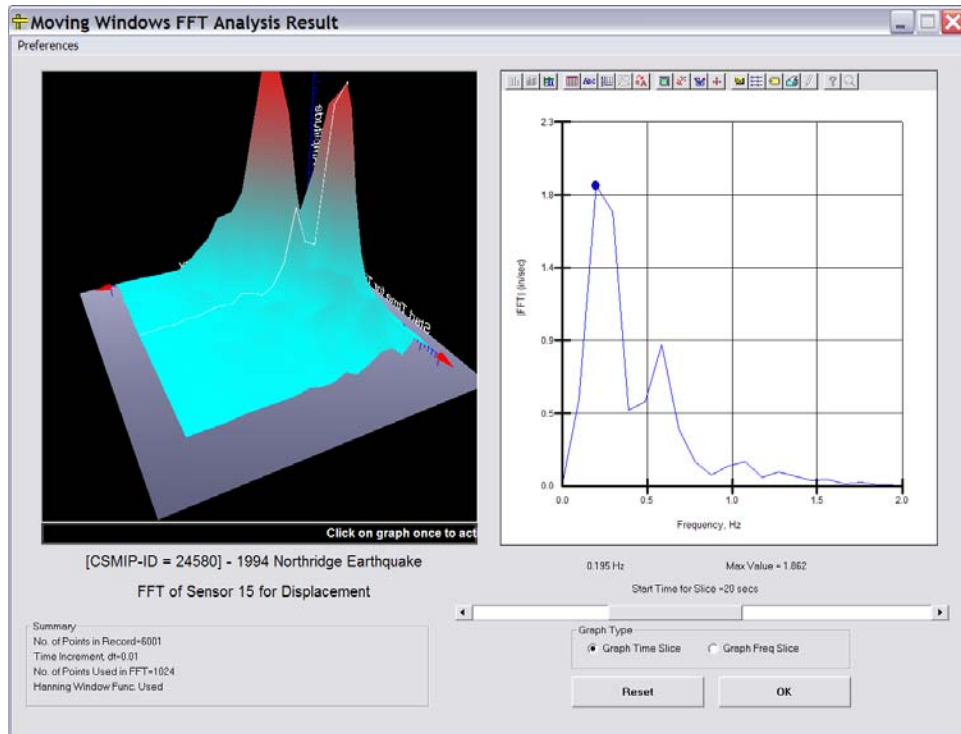 Moving Windows FFT Analysis Result
Preferences
Click on graph once to act
2.3
1.8
1.4
0.9
0.5
0.0
|FFT| (in/sec)
0.0 0.5 1.0 1.5 2.0
Frequency, Hz
[CSMIP-ID = 24580] - 1994 Northridge Earthquake
FFT of Sensor 15 for Displacement
0.195 Hz Max Value = 1.862
Start Time for Slice =20 secs
Summary
No. of Points in Record=6001
Time Increment, dt=0.01
No. of Points Used in FFT=1024
Hanning Window Func. Used
Graph Type
Graph Time Slice Graph Freq Slice
Reset OK